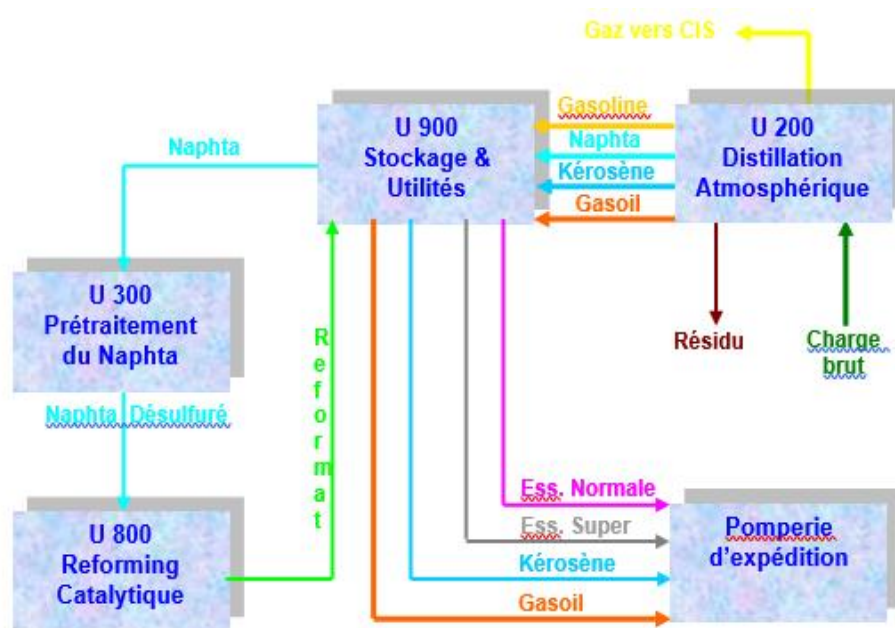 Gaz vers CIS
U 900
Stockage &
Utilités
Gasoline
Naphta
Kérosène
Gasoil
U 200
Distillation
Atmosphérique
Naphta
U 300
Prétraitement
du Naphta
Résidu
Charge
brut
Reformat
Naphta Désulfuré
U 800
Reforming
Catalytique
Ess. Normale
Ess. Super
Kérosène
Gasoil
Pomperie
d'expédition